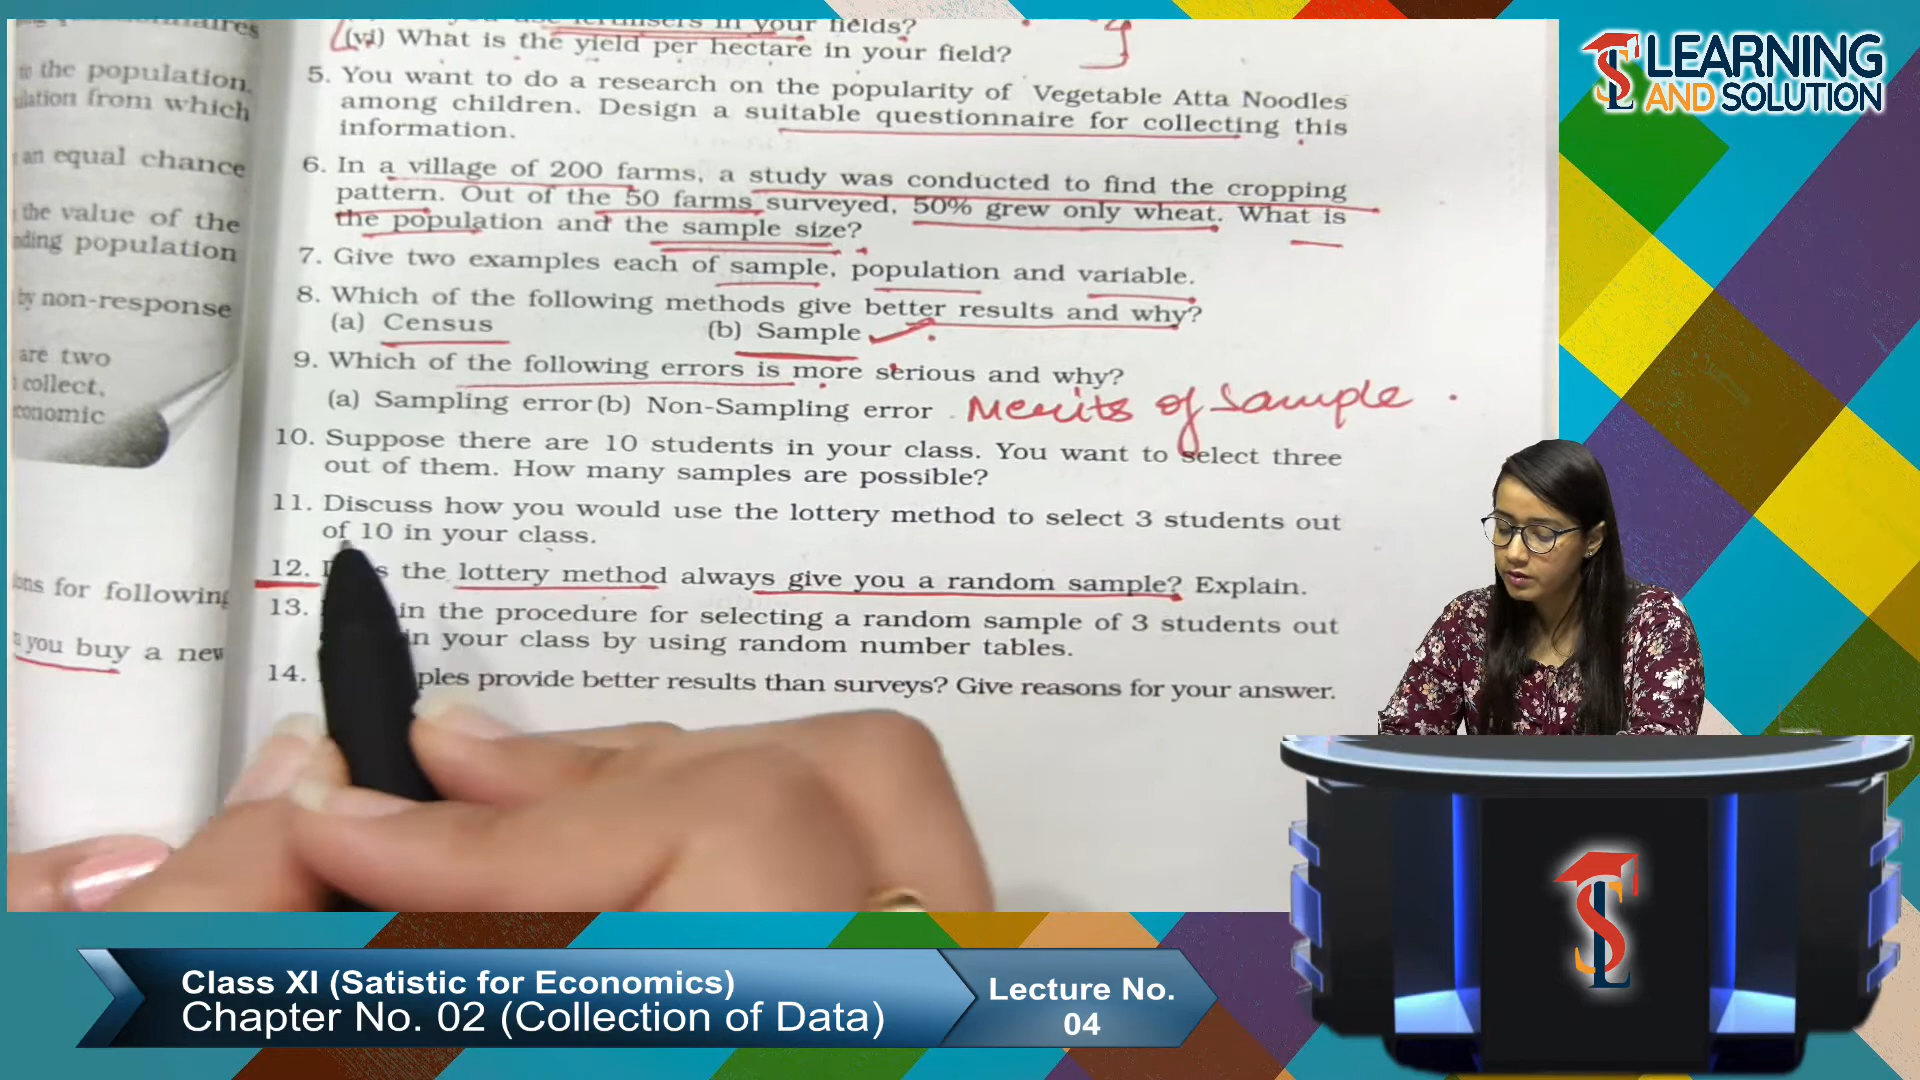 fertilisers in your fields?
(vi) What is the yield per hectare in your field?
5. You want to do a research on the popularity of Vegetable Atta Noodles
among children. Design a suitable questionnaire for collecting this
information.
6. In a village of 200 farms, a study was conducted to find the cropping
pattern. Out of the 50 farms surveyed, 50% grew only wheat. What is
the population and the sample size?
7. Give two examples each of sample, population and variable.
8. Which of the following methods give better results and why?
(a) Census (b) Sample
9. Which of the following errors is more serious and why?
(a) Sampling error (b) Non-Sampling error
Merits of Sample
10. Suppose there are 10 students in your class. You want to select three
out of them. How many samples are possible?
11. Discuss how you would use the lottery method to select 3 students out
of 10 in your class.
12. the lottery method always give you a random sample? Explain.
13. in the procedure for selecting a random sample of 3 students out
in your class by using random number tables.
14. ples provide better results than surveys? Give reasons for your answer.
the population.
from which
an equal chance
the value of the
population
by non-response
are two
collect,
for following
you buy a new
LEARNING
AND SOLUTION
SL
Class XI (Satistic for Economics)
Chapter No. 02 (Collection of Data)
Lecture No.
04